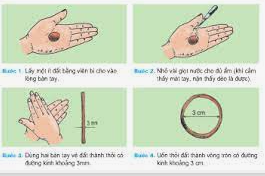 Bước 1. Lấy một ít đất bằng viên bi cho vào
lòng bàn tay.
Bước 2. Nhỏ vài giọt nước cho đủ ẩm (khi cảm
thấy mát tay, nặn thấy dẻo là được).
3 cm
Bước 3. Dùng hai bàn tay vê đất thành thỏi có
đường kính khoảng 3mm.
Bước 4. Uốn thỏi đất thành vòng tròn có đường
kính khoảng 3 cm.